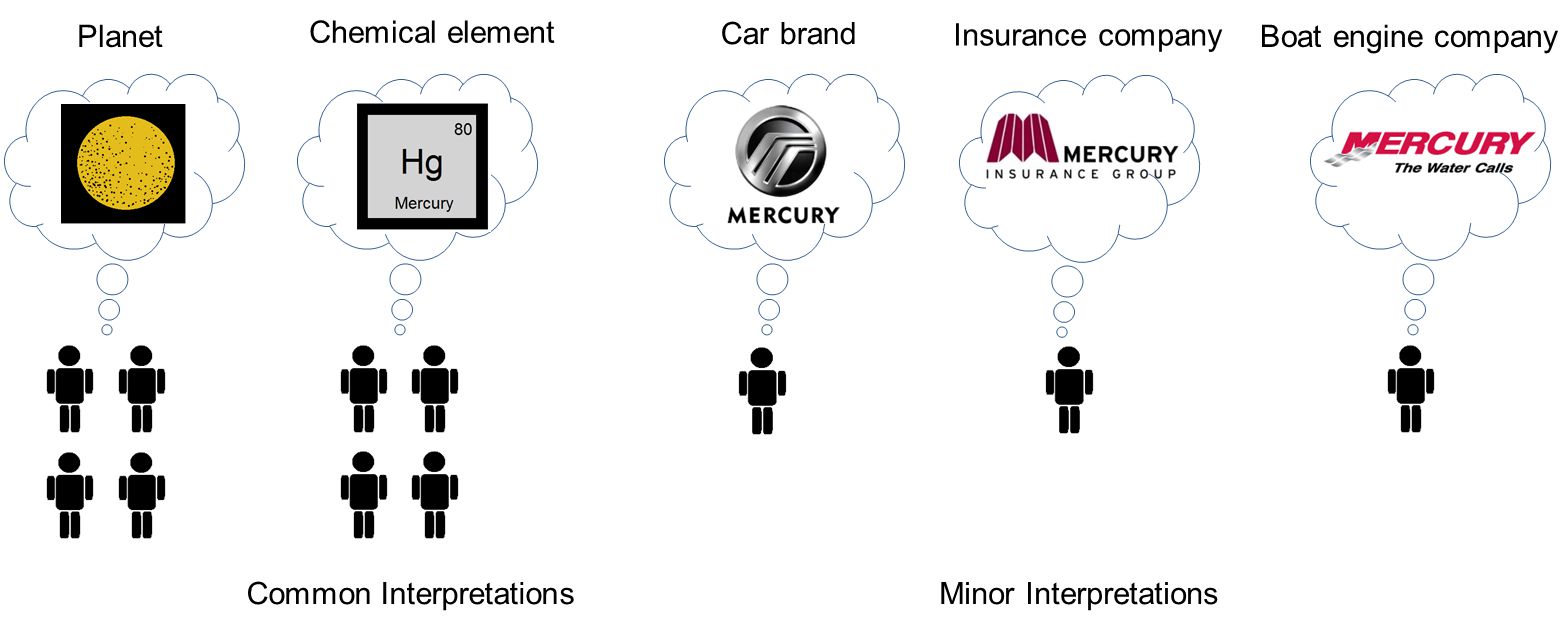 Planet
Chemical element
Car brand
Insurance company
Boat engine company
80
Hg
Mercury
MERCURY
MERCURY
INSURANCE GROUP
MERCURY
The Water Calls
Common Interpretations
Minor Interpretations